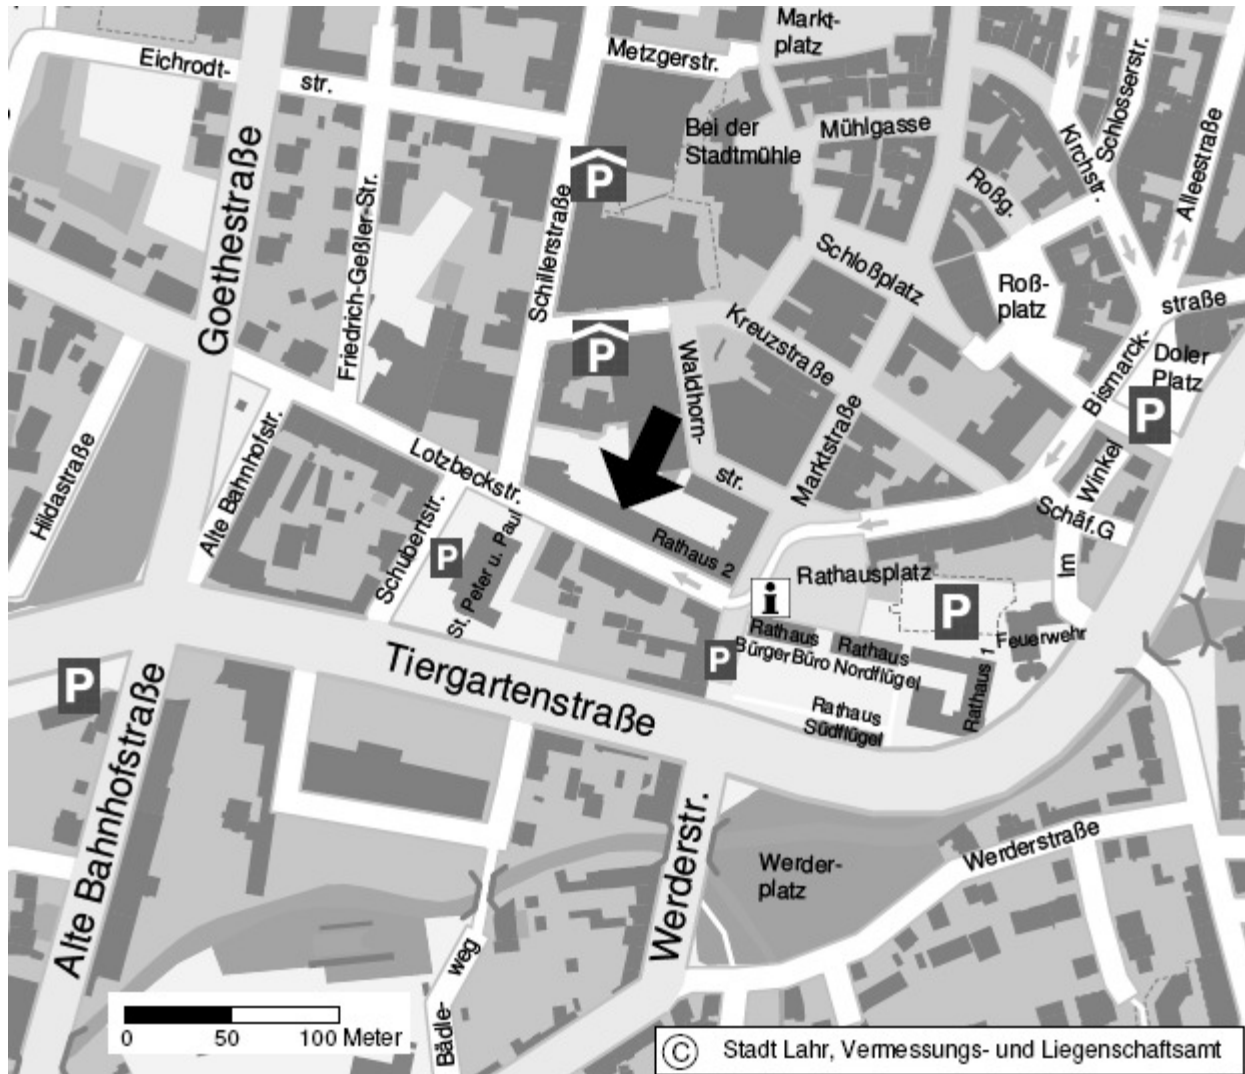 Markt-
platz
Metzgerstr.
Eichrodt-
str.
Schlosserstr.
Kirchstr.
Alleestraße
Bei der
Stadtmühle
Mühlgasse
Roßg.
P
Goethestraße
Friedrich-Geßler-Str.
Schillerstraße
Schloßplatz
Roß-
platz
straße
Bismarck-
Doler
Platz
P
P
Kreuzstraße
Waldhorn-
str.
Marktstraße
Hildastraße
Alte Bahnhofstr.
Lotzbeckstr.
Winkel
Schäf.G
Im
Schubertstr.
P
St. Peter u. Paul
Rathaus 2
Rathausplatz
i
P
Feuerwehr
Rathaus
BürgerBüro
Rathaus
Nordflügel
Rathaus 1
P
P
Rathaus
Südflügel
Tiergartenstraße
Alte Bahnhofstraße
Werderstr.
Werder-
platz
Werderstraße
Bädle-
weg
0 50 100 Meter
© Stadt Lahr, Vermessungs- und Liegenschaftsamt